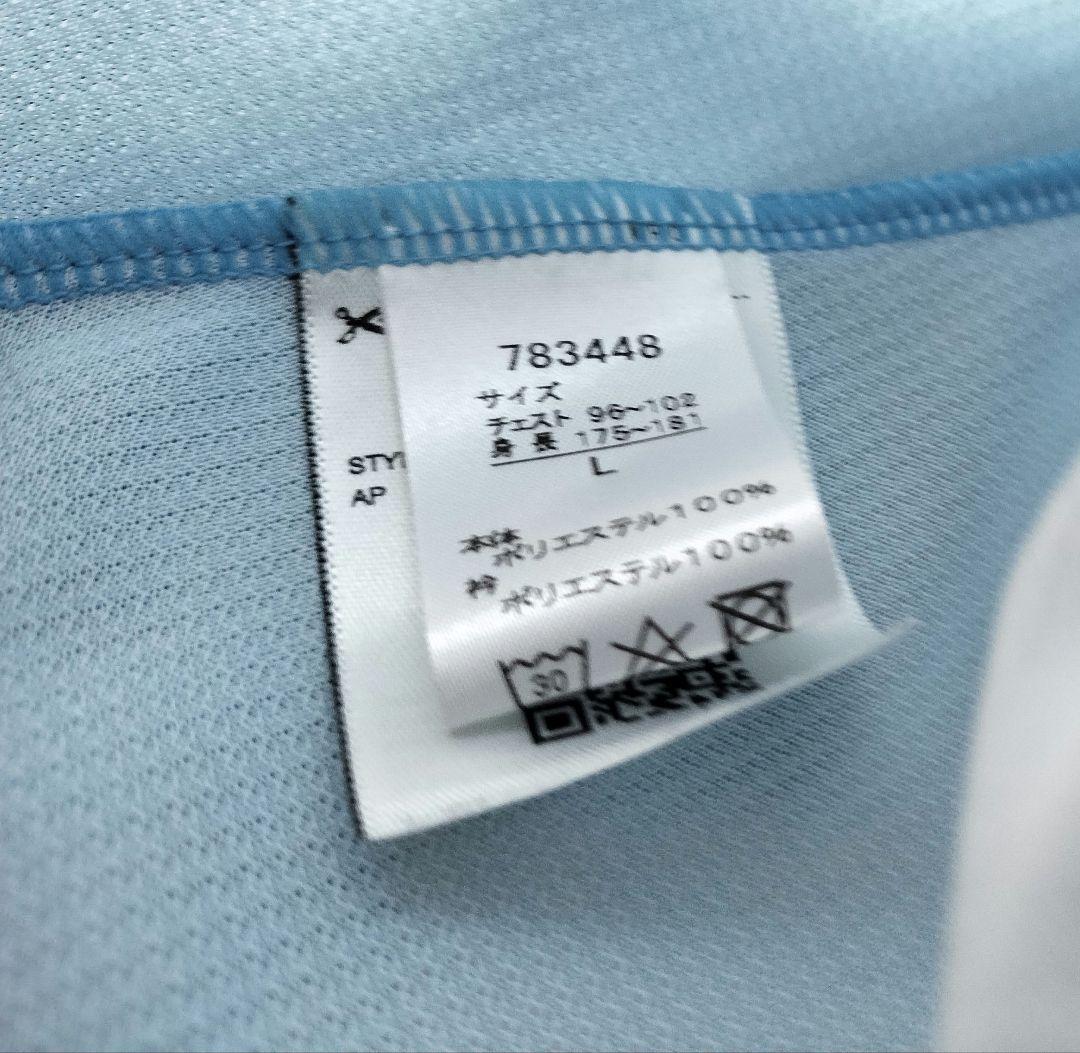 783448
サイズ
チェスト 96~102
身長 175~181
L
本体
ポリエステル100%
衿
ポリエステル100%
30
STY
AP